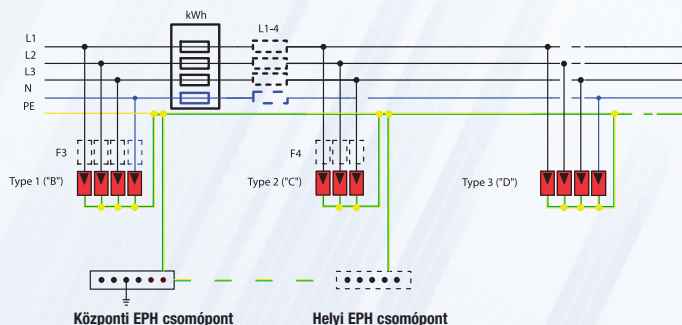 kWh
L1-4
L1
L2
L3
N
PE
F3
F4
Type 1 ("B")
Type 2 ("C")
Type 3 ("D")
Központi EPH csomópont
Helyi EPH csomópont